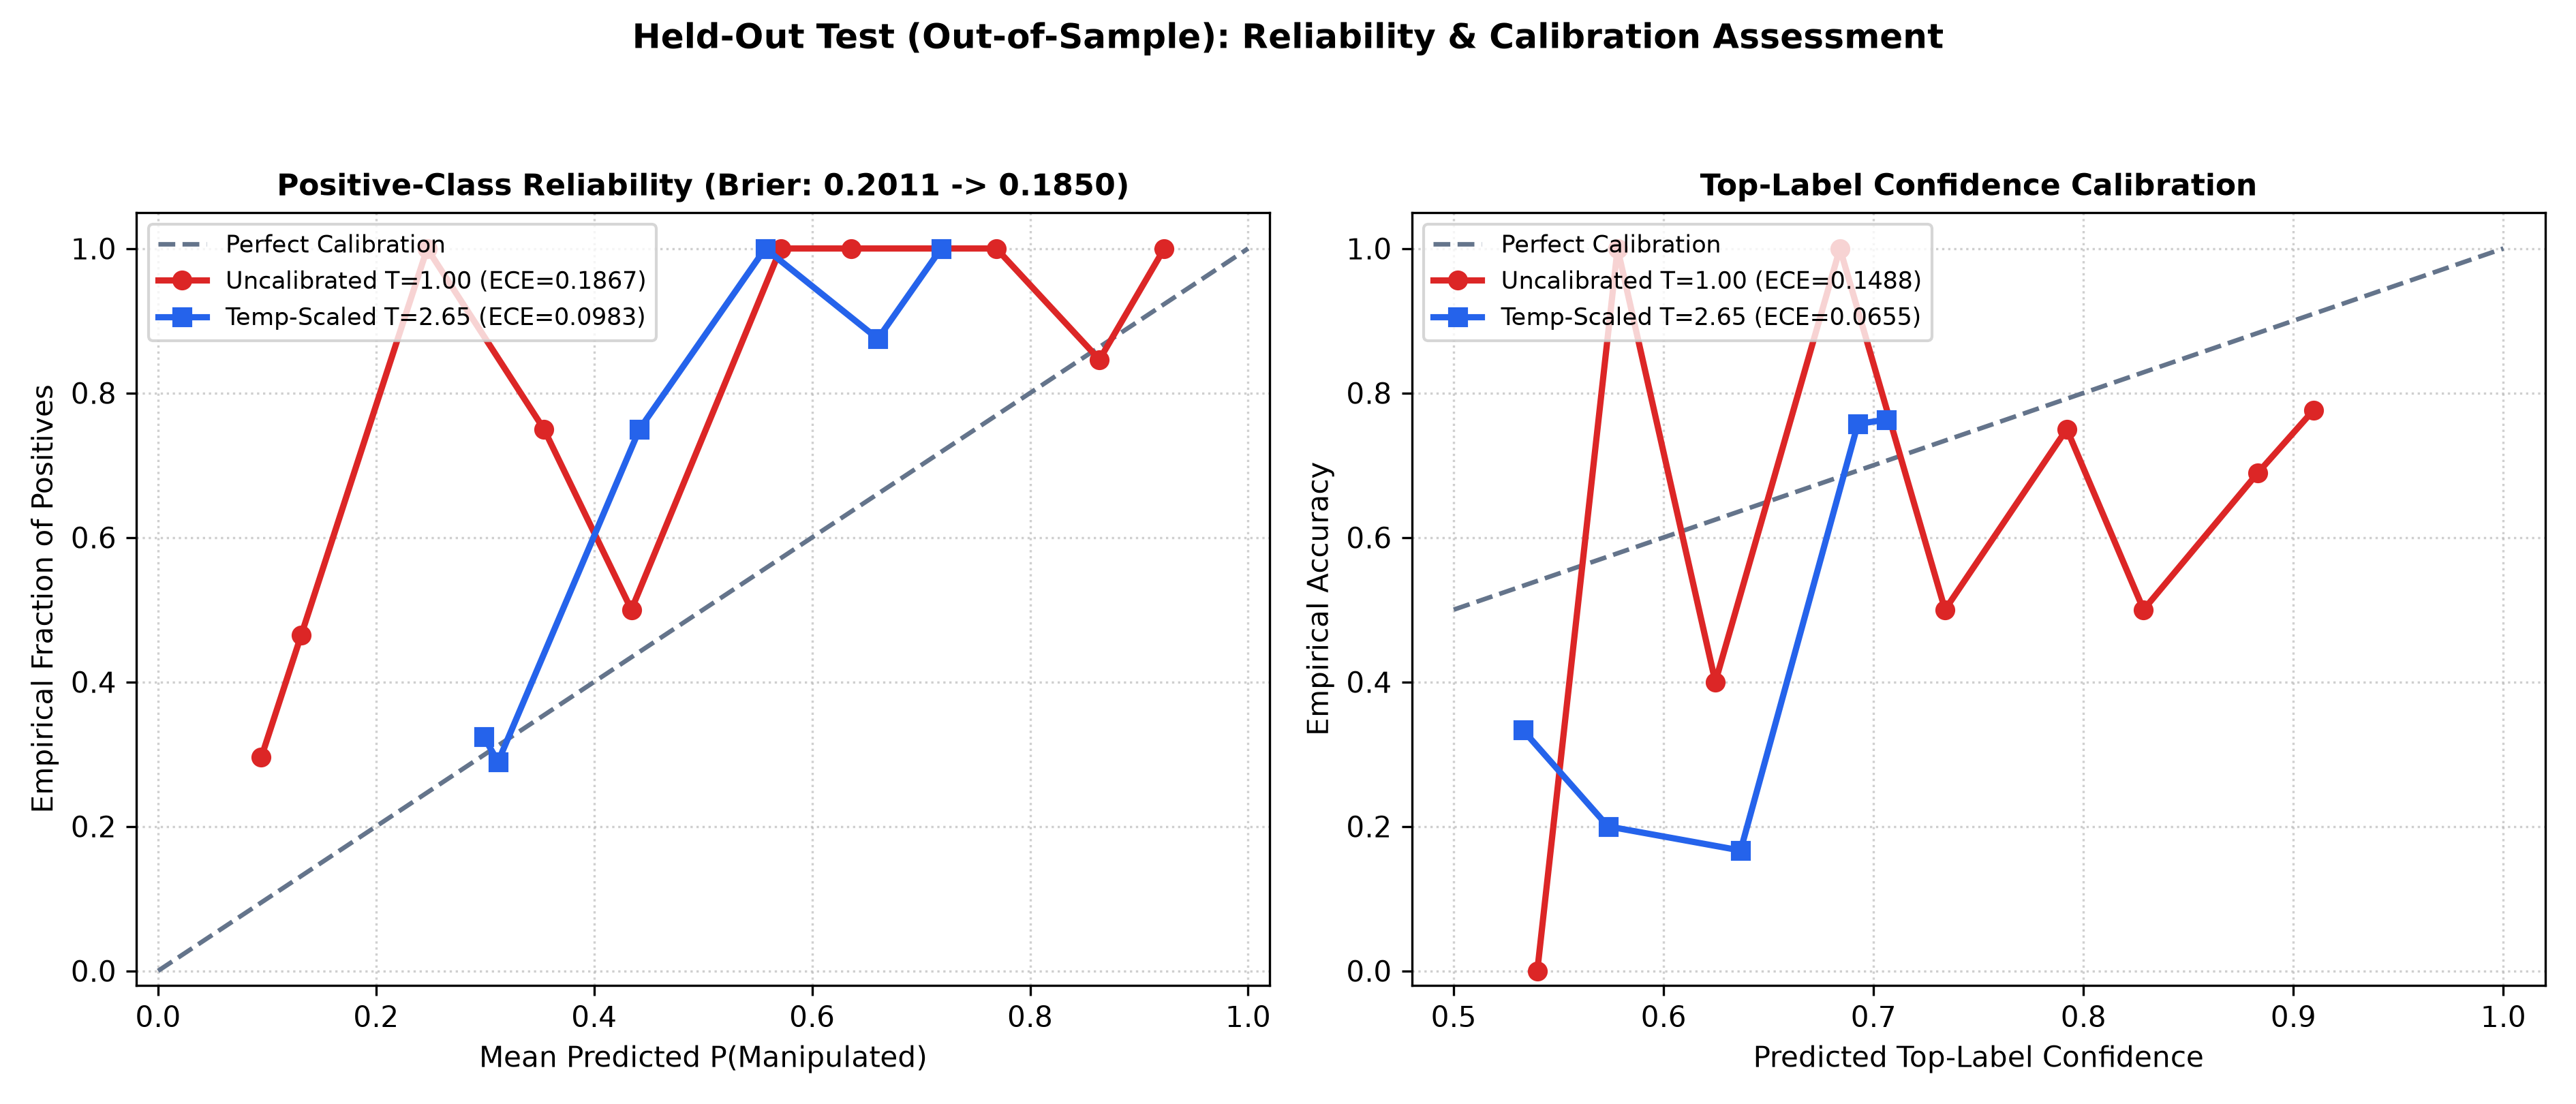 Held-Out Test (Out-of-Sample): Reliability & Calibration Assessment
Positive-Class Reliability (Brier: 0.2011 -> 0.1850)
Perfect Calibration
Uncalibrated T=1.00 (ECE=0.1867)
Temp-Scaled T=2.65 (ECE=0.0983)
Empirical Fraction of Positives
1.0
0.8
0.6
0.4
0.2
0.0
0.0 0.2 0.4 0.6 0.8 1.0
Mean Predicted P(Manipulated)
Top-Label Confidence Calibration
Perfect Calibration
Uncalibrated T=1.00 (ECE=0.1488)
Temp-Scaled T=2.65 (ECE=0.0655)
Empirical Accuracy
1.0
0.8
0.6
0.4
0.2
0.0
0.5 0.6 0.7 0.8 0.9 1.0
Predicted Top-Label Confidence